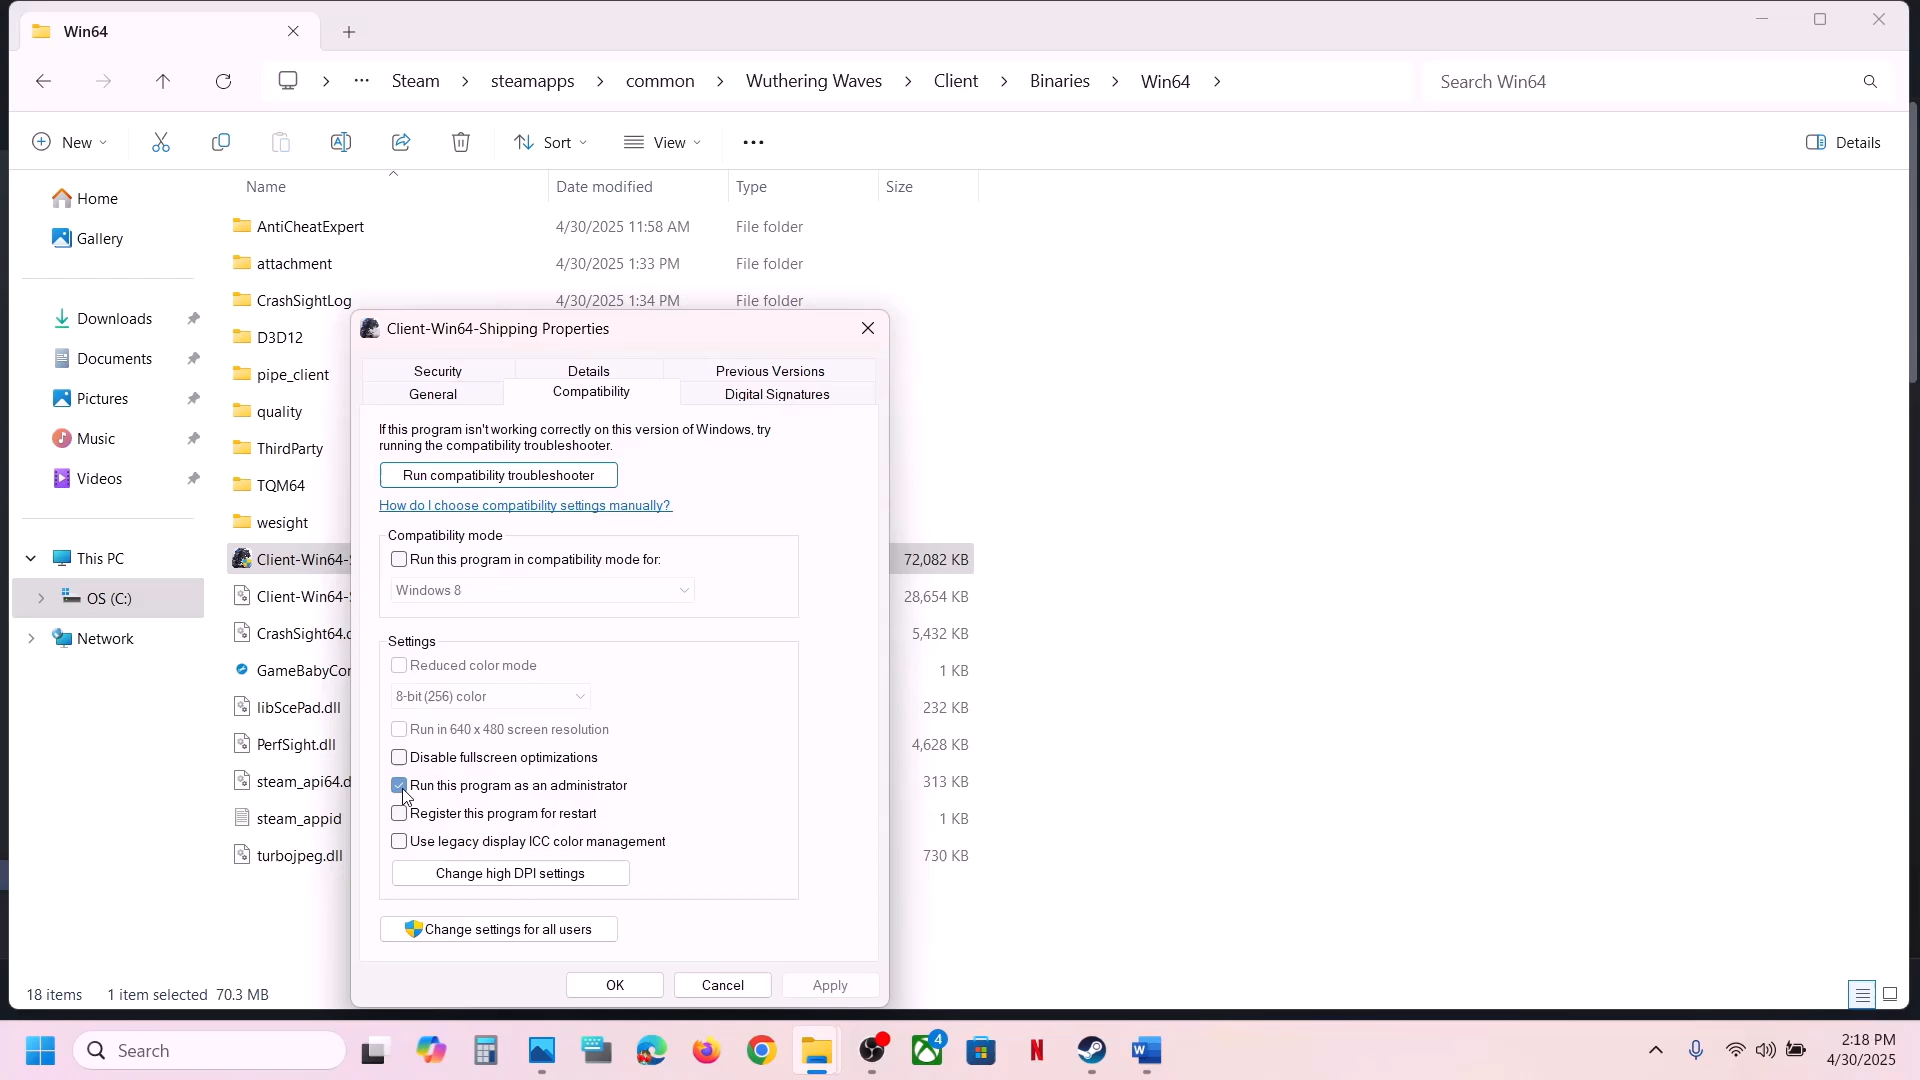 Win64
Steam
steamapps
common
Wuthering Waves
Client
Binaries
Win64
Search Win64
New
Sort
View
Details
Name
Date modified
Type
Size
Home
Gallery
Downloads
Documents
Pictures
Music
Videos
This PC
OS (C:)
Network
AntiCheatExpert 4/30/2025 11:58 AM File folder
attachment 4/30/2025 1:33 PM File folder
CrashSightLog 4/30/2025 1:34 PM File folder
D3D12
pipe_client
quality
ThirdParty
TQM64
wesight
Client-Win64- 72,082 KB
Client-Win64- 28,654 KB
CrashSight64. 5,432 KB
GameBabyCor 1 KB
libScePad.dll 232 KB
PerfSight.dll 4,628 KB
steam_api64.d 313 KB
steam_appid 1 KB
turbojpeg.dll 730 KB
Client-Win64-Shipping Properties
Security
Details
Previous Versions
General
Compatibility
Digital Signatures
If this program isn't working correctly on this version of Windows, try
running the compatibility troubleshooter.
Run compatibility troubleshooter
How do I choose compatibility settings manually?
Compatibility mode
Run this program in compatibility mode for:
Windows 8
Settings
Reduced color mode
8-bit (256) color
Run in 640 x 480 screen resolution
Disable fullscreen optimizations
Run this program as an administrator
Register this program for restart
Use legacy display ICC color management
Change high DPI settings
Change settings for all users
OK
Cancel
Apply
18 items
1 item selected 70.3 MB
Search
4
2:18 PM
4/30/2025